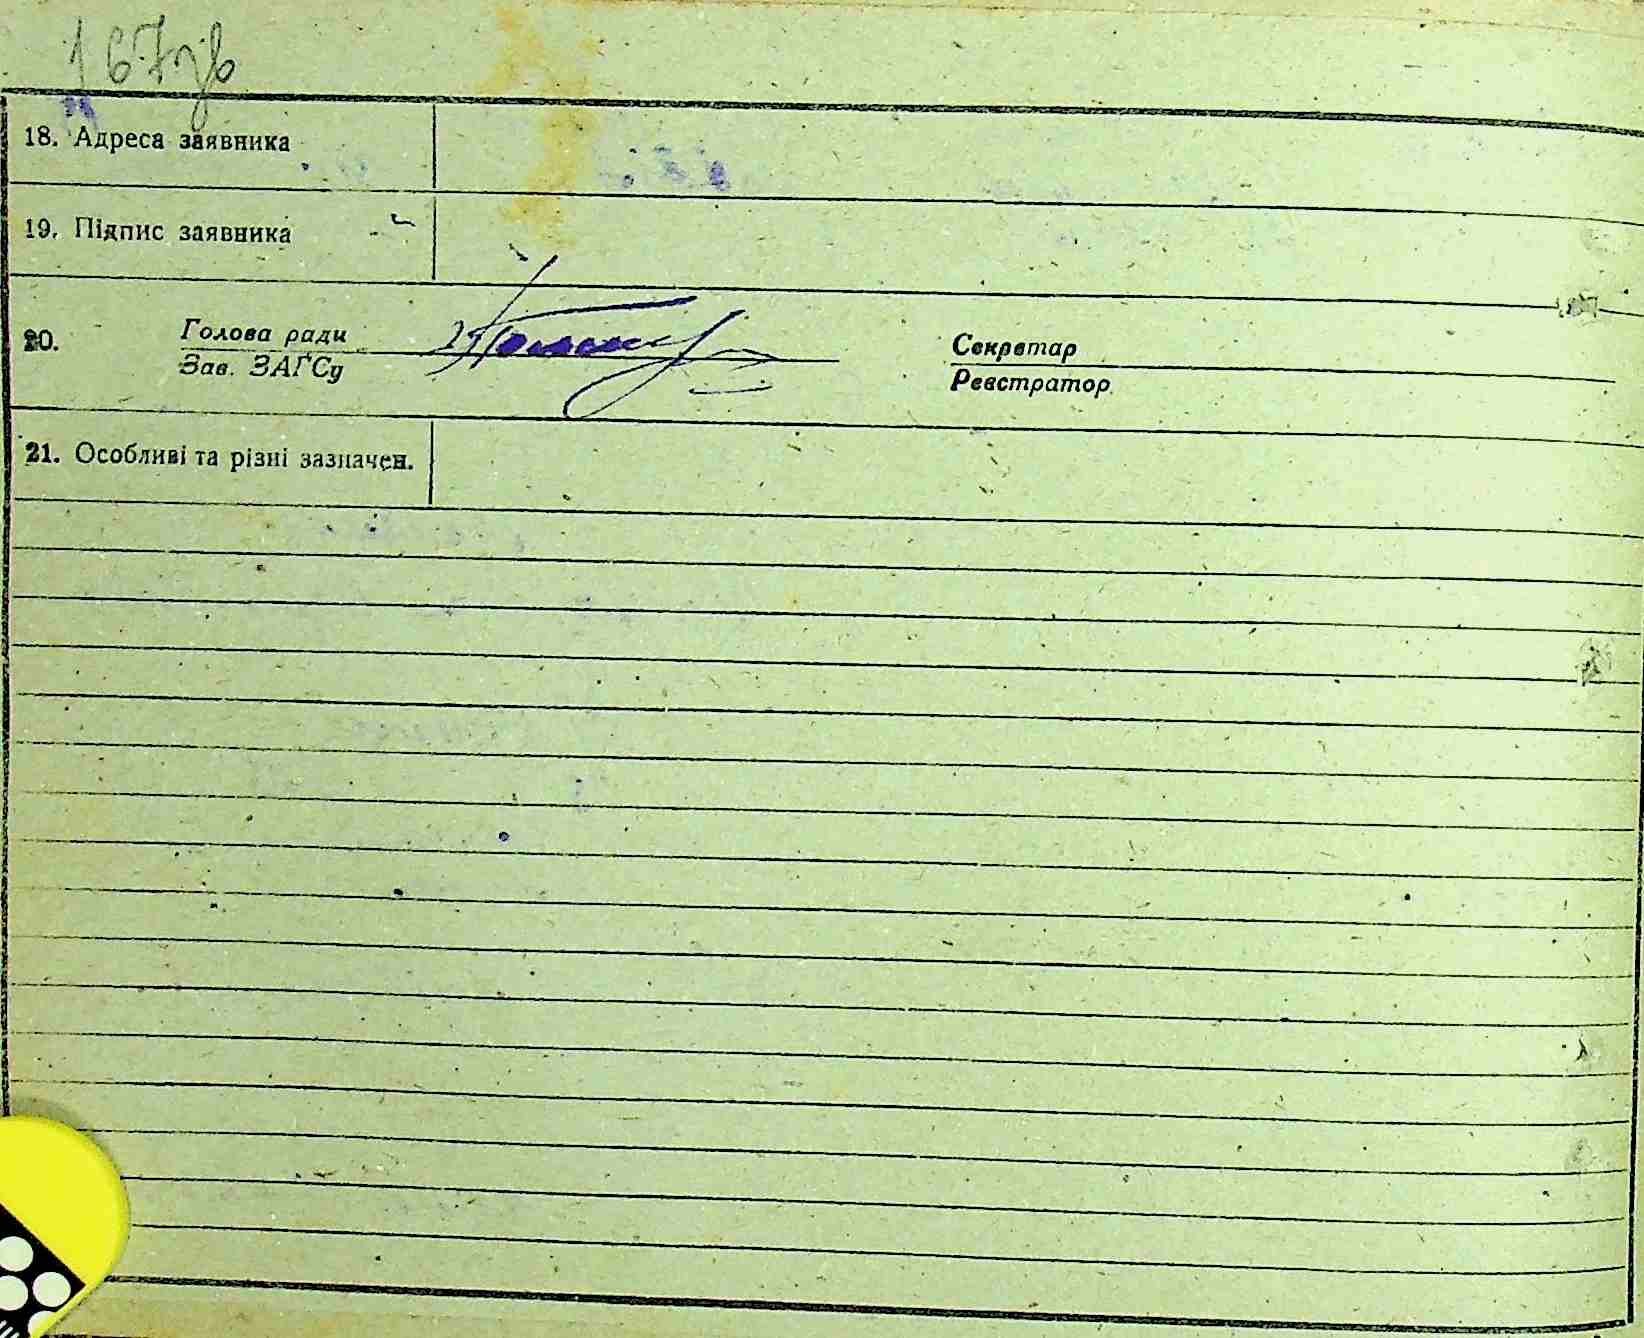 167зв
18. Адреса заявника
19. Підпис заявника
20. Голова ради
Зав. ЗАГСу
Секретар
Реєстратор
21. Особливі та різні зазначен.